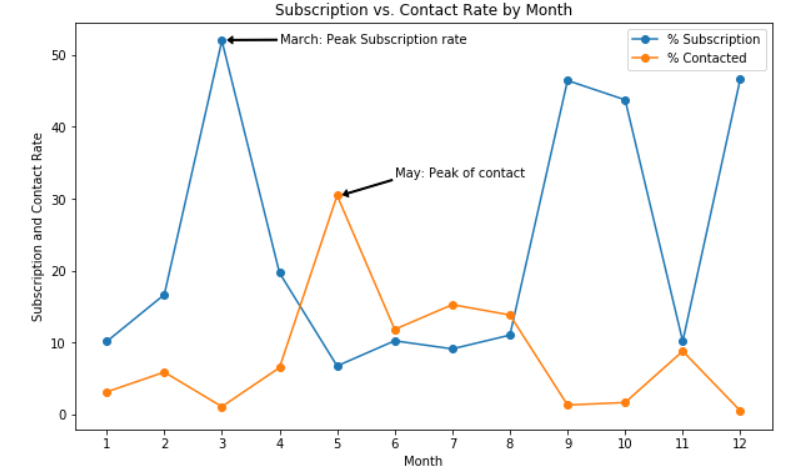 Subscription vs. Contact Rate by Month
March: Peak Subscription rate
% Subscription
% Contacted
May: Peak of contact
Subscription and Contact Rate
50
40
30
20
10
0
1 2 3 4 5 6 7 8 9 10 11 12
Month